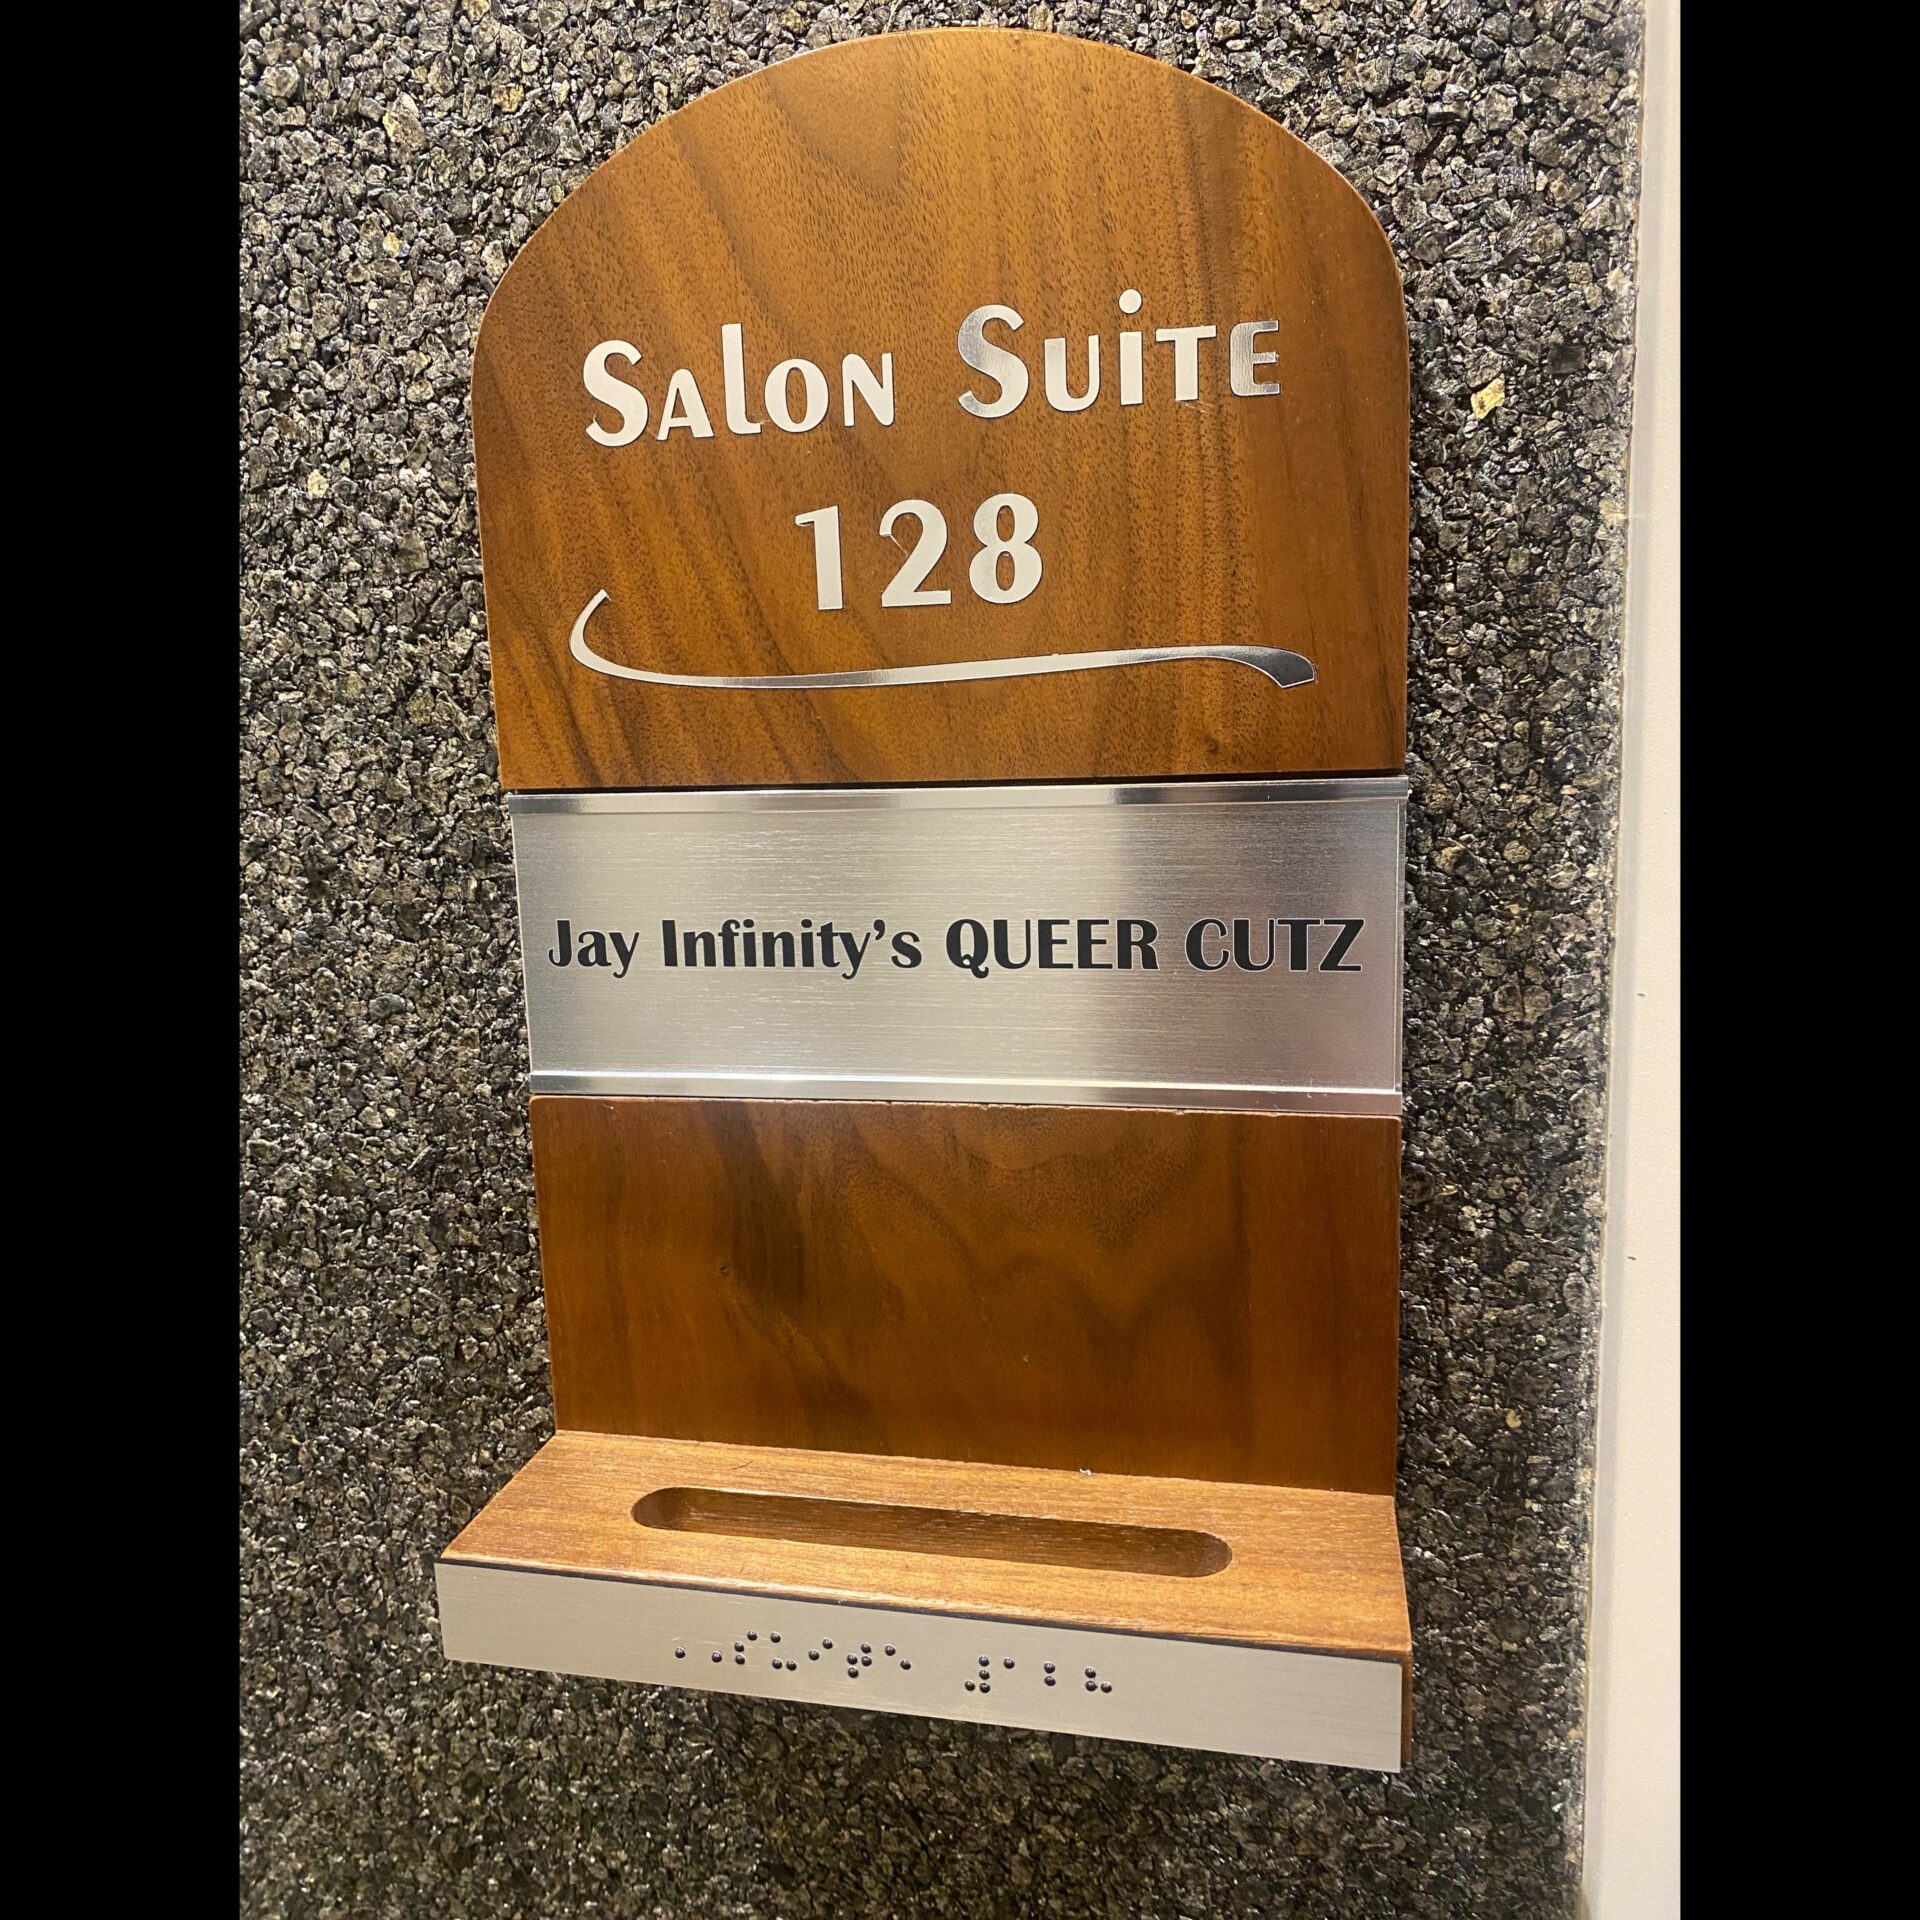 Salon Suite
128
Jay Infinity's QUEER CUTZ